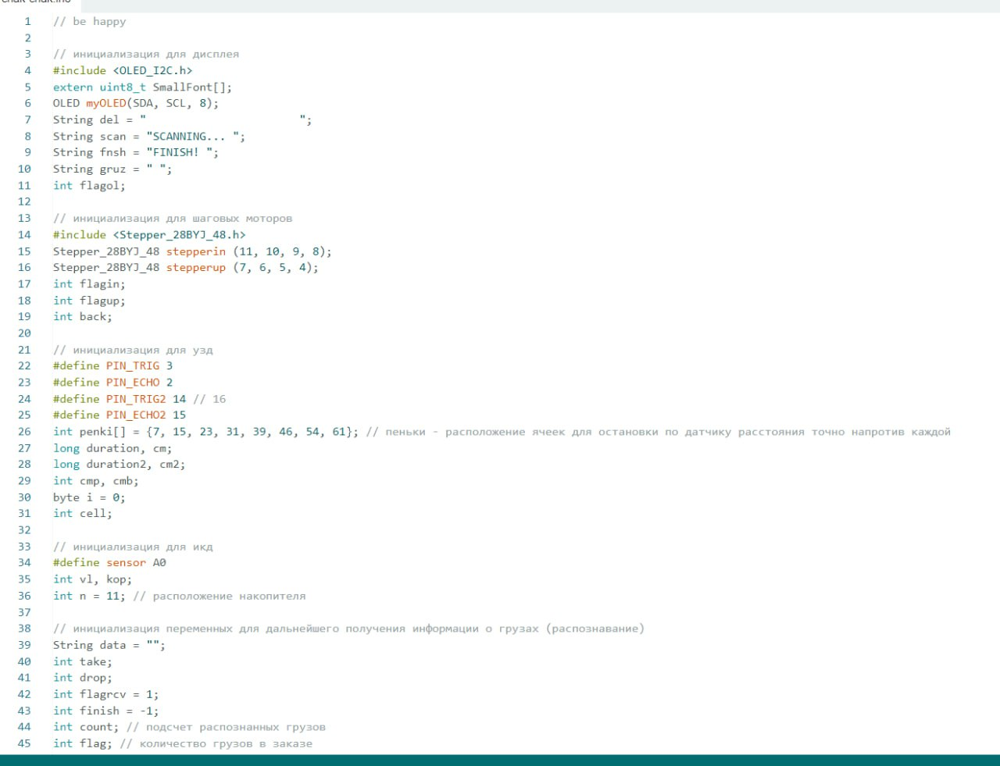 chak-chak.ino
1 // be happy
2
3 // инициализация для дисплея
4 #include <OLED_I2C.h>
5 extern uint8_t SmallFont[];
6 OLED myOLED(SDA, SCL, 8);
7 String del = "                       ";
8 String scan = "SCANNING... ";
9 String fnsh = "FINISH! ";
10 String gruz = " ";
11 int flagol;
12
13 // инициализация для шаговых моторов
14 #include <Stepper_28BYJ_48.h>
15 Stepper_28BYJ_48 stepperin (11, 10, 9, 8);
16 Stepper_28BYJ_48 stepperup (7, 6, 5, 4);
17 int flagin;
18 int flagup;
19 int back;
20
21 // инициализация для узд
22 #define PIN_TRIG 3
23 #define PIN_ECHO 2
24 #define PIN_TRIG2 14 // 16
25 #define PIN_ECHO2 15
26 int penki[] = {7, 15, 23, 31, 39, 46, 54, 61}; // пеньки - расположение ячеек для остановки по датчику расстояния точно напротив каждой
27 long duration, cm;
28 long duration2, cm2;
29 int cmp, cmb;
30 byte i = 0;
31 int cell;
32
33 // инициализация для икд
34 #define sensor A0
35 int vl, kop;
36 int n = 11; // расположение накопителя
37
38 // инициализация переменных для дальнейшего получения информации о грузах (распознавание)
39 String data = "";
40 int take;
41 int drop;
42 int flagrcv = 1;
43 int finish = -1;
44 int count; // подсчет распознанных грузов
45 int flag; // количество грузов в заказе